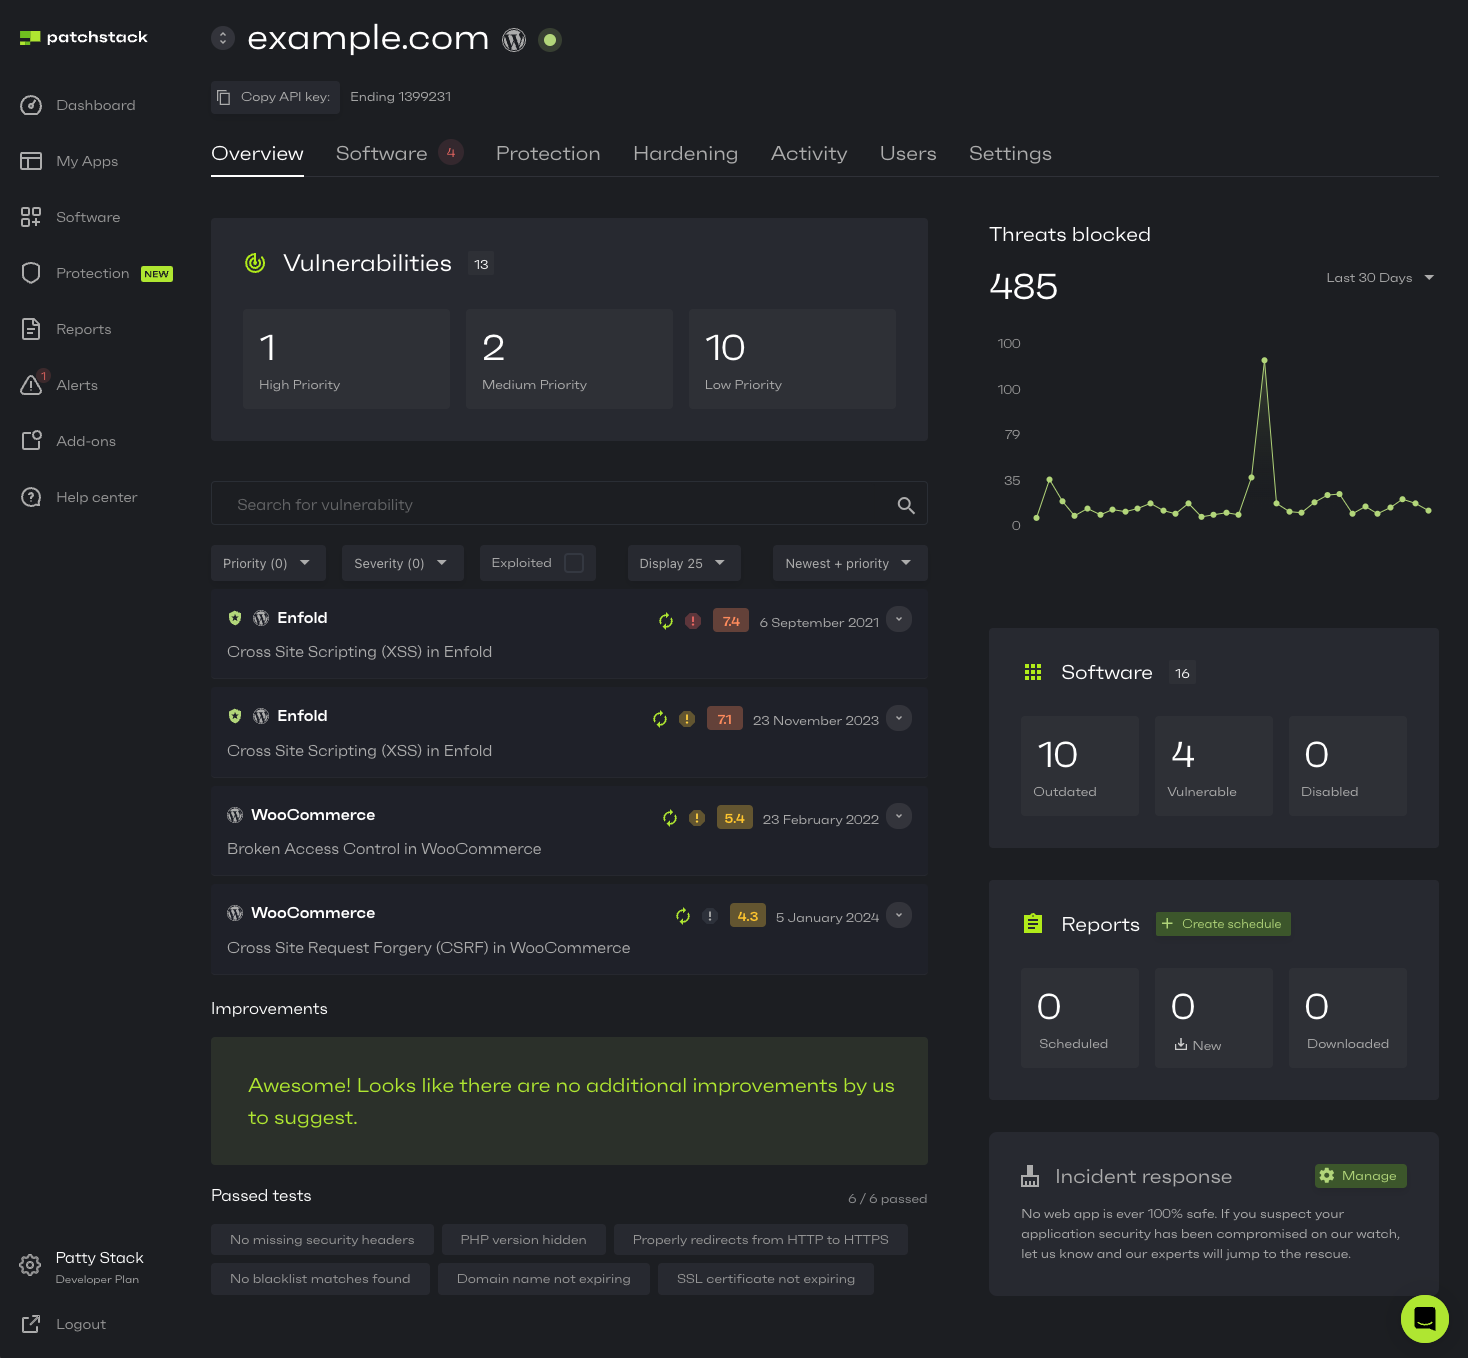 patchstack
Dashboard
My Apps
Software
Protection NEW
Reports
1
Alerts
Add-ons
Help center
Patty Stack
Developer Plan
Logout
example.com
Copy API key: Ending 1399231
Overview Software 4 Protection Hardening Activity Users Settings
Vulnerabilities 13
1 2 10
High Priority Medium Priority Low Priority
Search for vulnerability
Priority (0) Severity (0) Exploited Display 25 Newest + priority
Enfold 7.4 6 September 2021
Cross Site Scripting (XSS) in Enfold
Enfold 7.1 23 November 2023
Cross Site Scripting (XSS) in Enfold
WooCommerce 5.4 23 February 2022
Broken Access Control in WooCommerce
WooCommerce 4.3 5 January 2024
Cross Site Request Forgery (CSRF) in WooCommerce
Improvements
Awesome! Looks like there are no additional improvements by us
to suggest.
Passed tests 6 / 6 passed
No missing security headers PHP version hidden Properly redirects from HTTP to HTTPS
No blacklist matches found Domain name not expiring SSL certificate not expiring
Threats blocked
485 Last 30 Days
100
100
79
35
0
Software 16
10 4 0
Outdated Vulnerable Disabled
Reports + Create schedule
0 0 0
Scheduled New Downloaded
Incident response Manage
No web app is ever 100% safe. If you suspect your
application security has been compromised on our watch,
let us know and our experts will jump to the rescue.